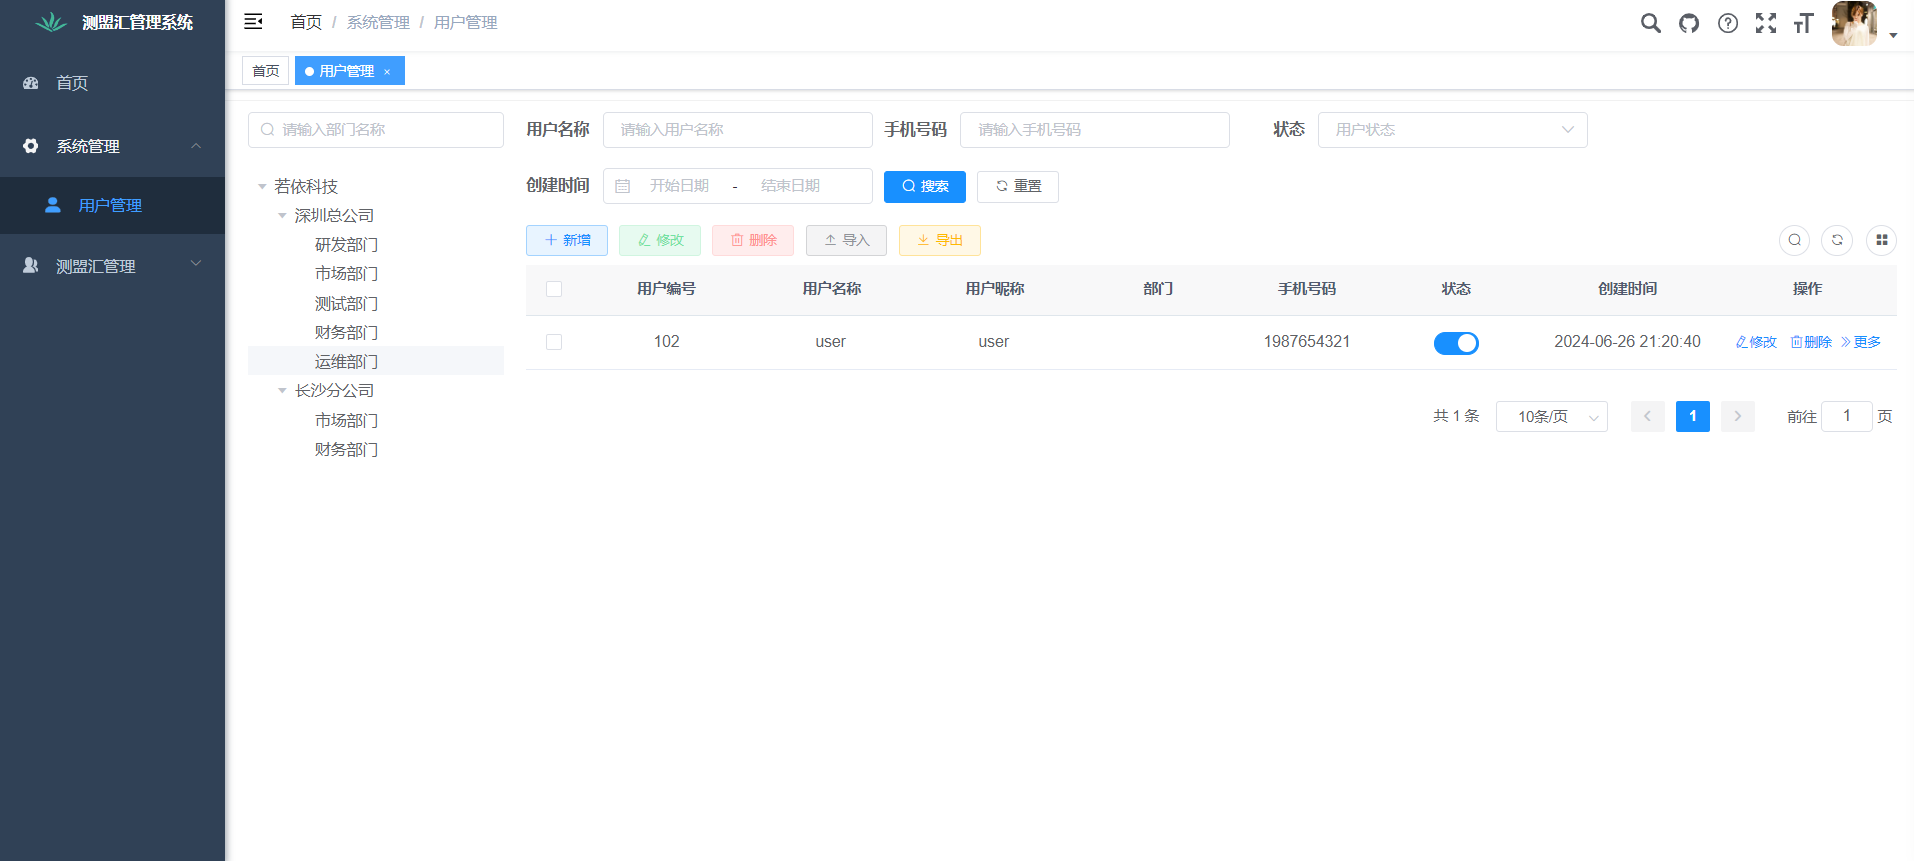 测盟汇管理系统
首页
系统管理
用户管理
测盟汇管理
首页 / 系统管理 / 用户管理
首页
用户管理 ×
请输入部门名称
若依科技
深圳总公司
研发部门
市场部门
测试部门
财务部门
运维部门
长沙分公司
市场部门
财务部门
用户名称 请输入用户名称 手机号码 请输入手机号码 状态 用户状态
创建时间 开始日期 - 结束日期 搜索 重置
新增 修改 删除 导入 导出
用户编号 用户名称 用户昵称 部门 手机号码 状态 创建时间 操作
102 user user 1987654321 2024-06-26 21:20:40 修改 删除 更多
共 1 条 10条/页 1 前往 1 页